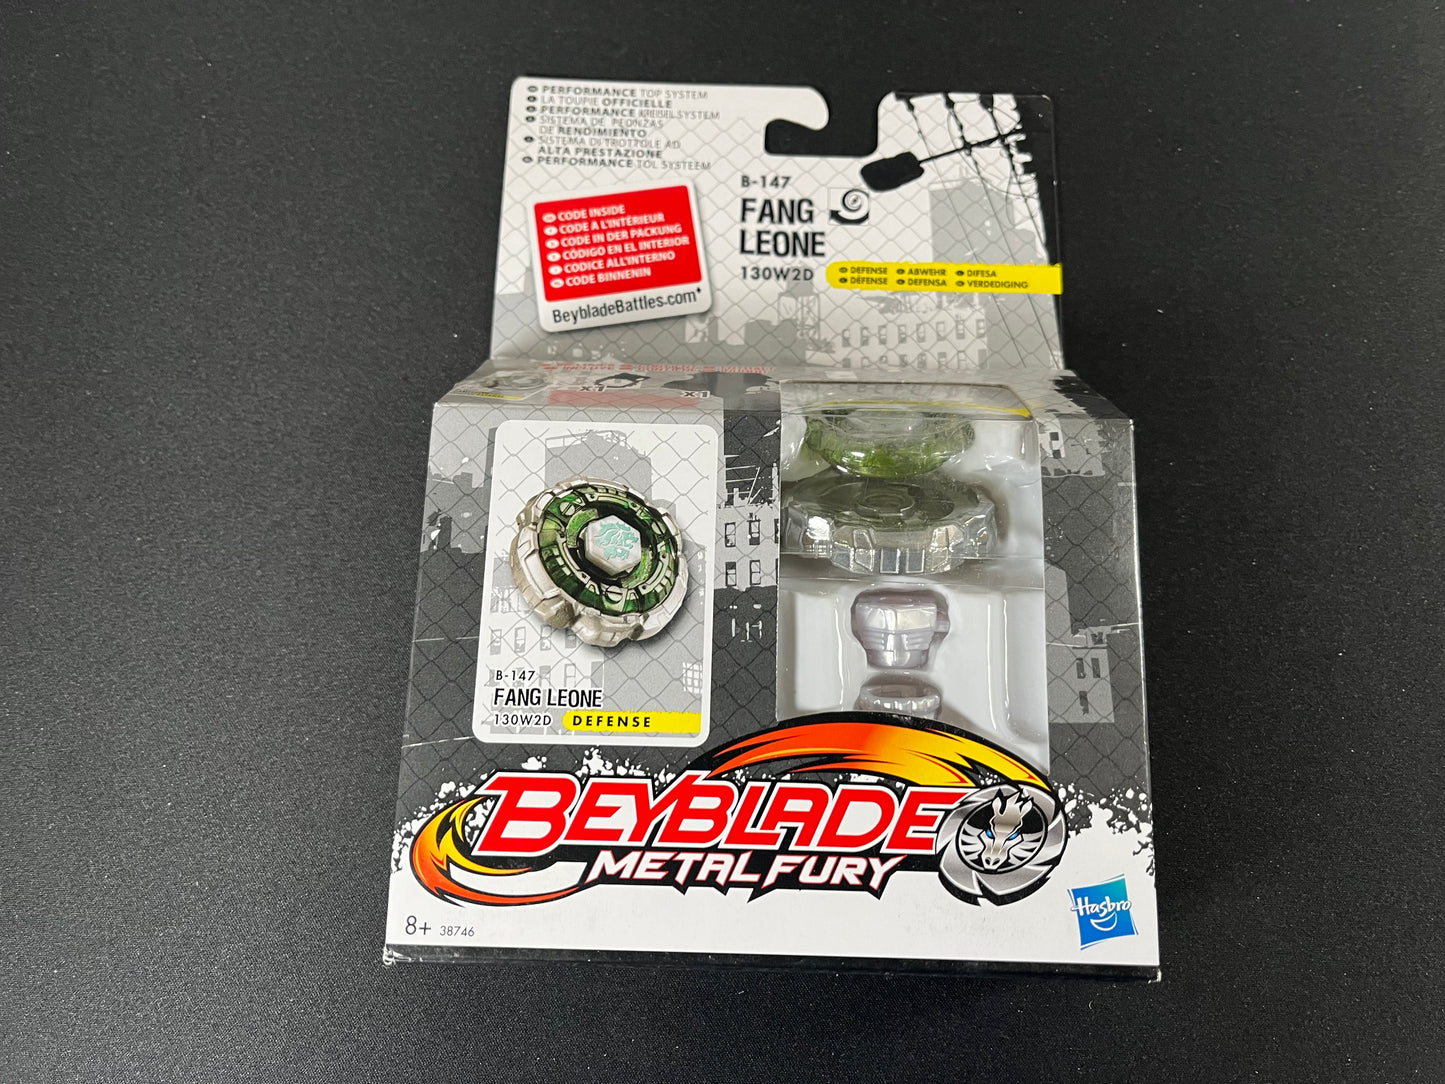 PERFORMANCE TOP SYSTEM
LA TOUPIE OFFICIELLE
PERFORMANCE KREISEL SYSTEM
SISTEMA DE PEONZAS
DE RENDIMIENTO
SISTEMA DI TROTTOLE AD
ALTA PRESTAZIONE
PERFORMANCE TOL SYSTEEM
CODE INSIDE
CODE A L'INTÉRIEUR
CODE IN DER PACKUNG
CÓDIGO EN EL INTERIOR
CODICE ALL'INTERNO
CODE BINNENIN
BeybladeBattles.com*
B-147
FANG
LEONE
130W2D
DEFENSE ABWEHR DIFESA
DÉFENSE DEFENSA VERDEDIGING
X1
X1
B-147
FANG LEONE
130W2D DEFENSE
BEYBLADE
METAL FURY
Hasbro
8+ 38746